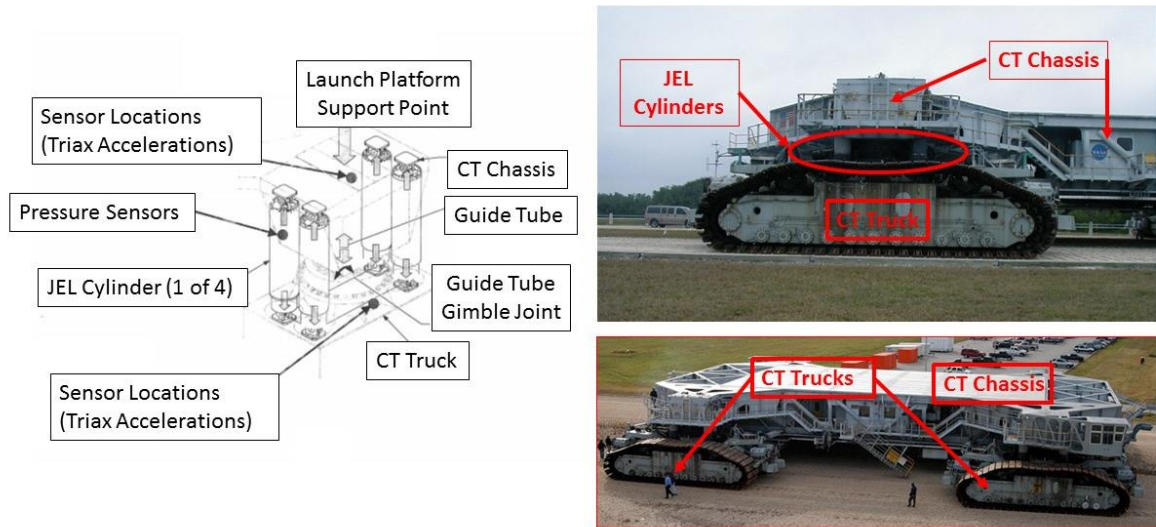 Launch Platform
Support Point
Sensor Locations
(Triax Accelerations)
CT Chassis
Pressure Sensors
Guide Tube
JEL Cylinder (1 of 4)
Guide Tube
Gimble Joint
CT Truck
Sensor Locations
(Triax Accelerations)
JEL
Cylinders
CT Chassis
CT Truck
NASA
CT Trucks
CT Chassis